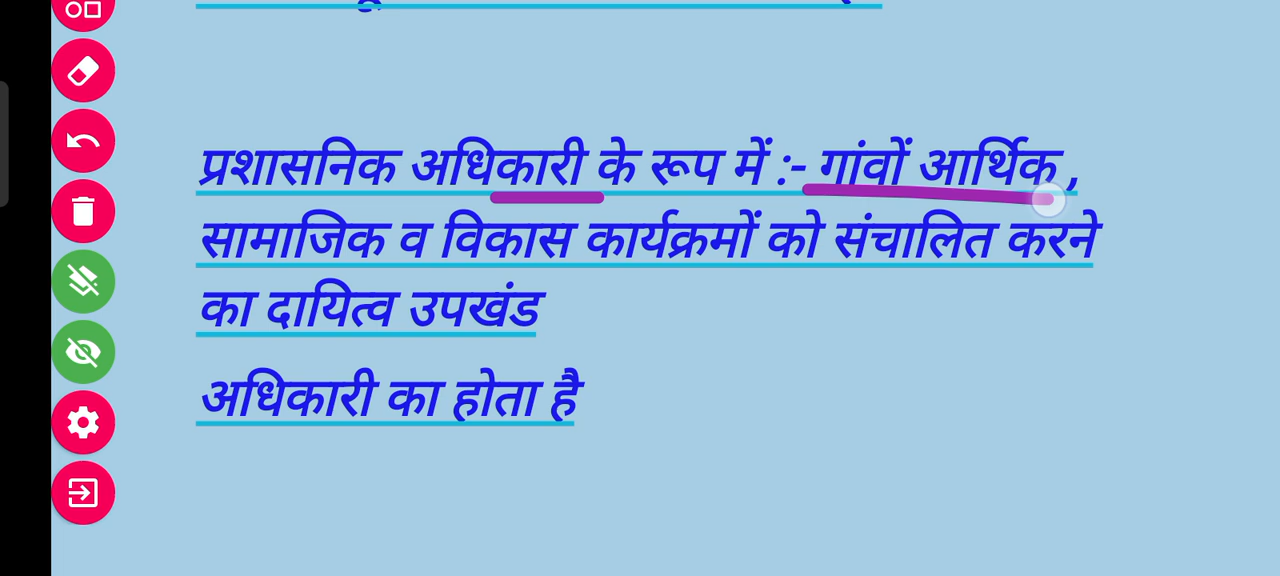 प्रशासनिक अधिकारी के रूप में :- गांवों आर्थिक ,
सामाजिक व विकास कार्यक्रमों को संचालित करने
का दायित्व उपखंड
अधिकारी का होता है